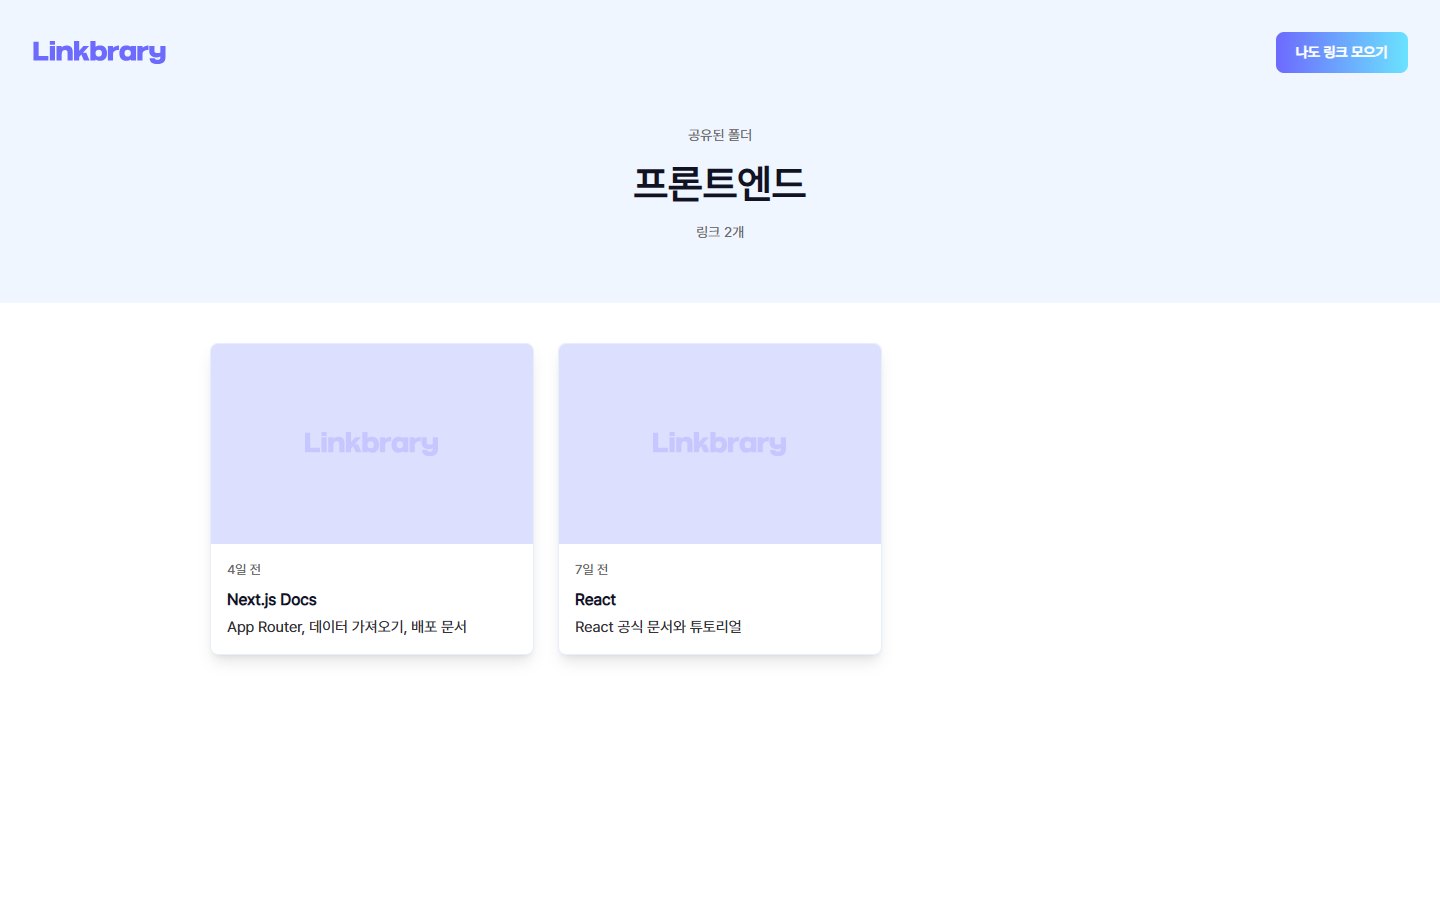 Linkbrary
나도 링크 모으기
공유된 폴더
프론트엔드
링크 2개
Linkbrary
4일 전
Next.js Docs
App Router, 데이터 가져오기, 배포 문서
Linkbrary
7일 전
React
React 공식 문서와 튜토리얼